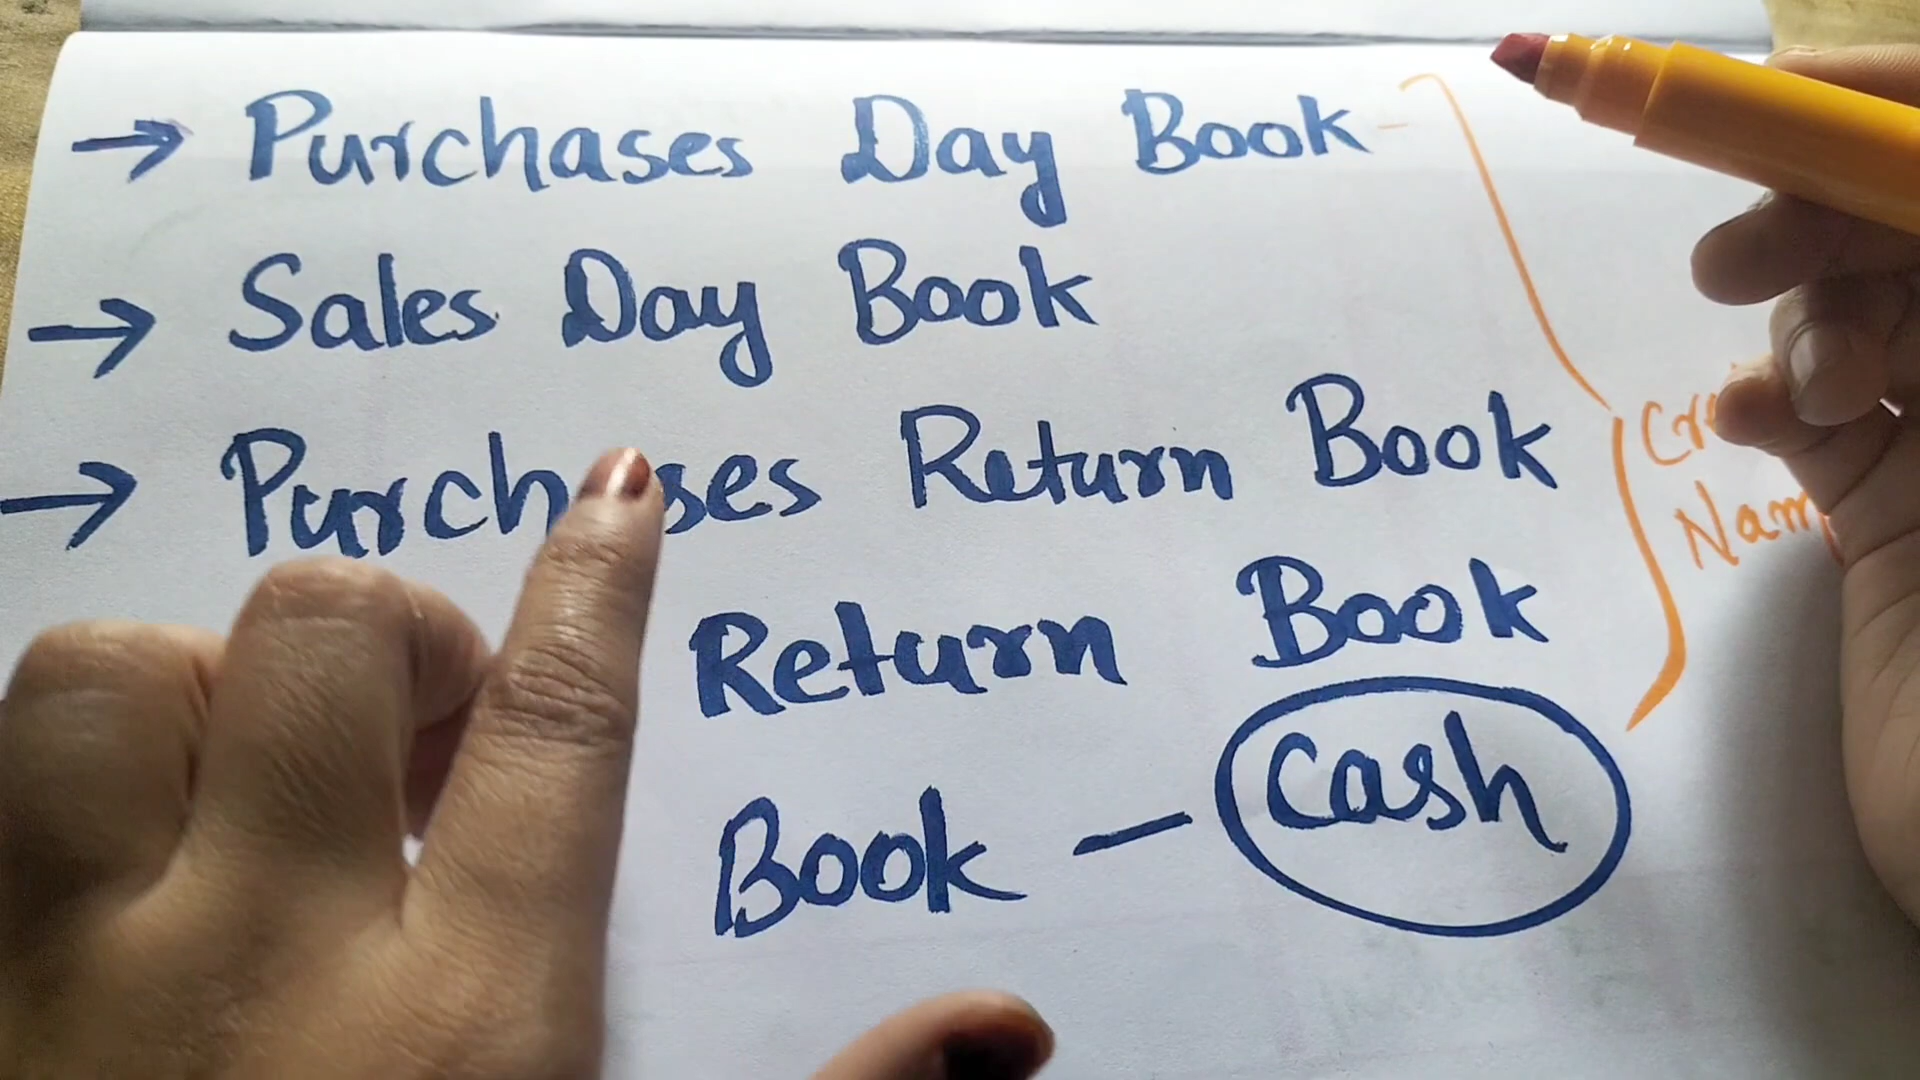 → Purchases Day Book -
→ Sales Day Book
→ Purchases Return Book
Return Book
Book - Cash